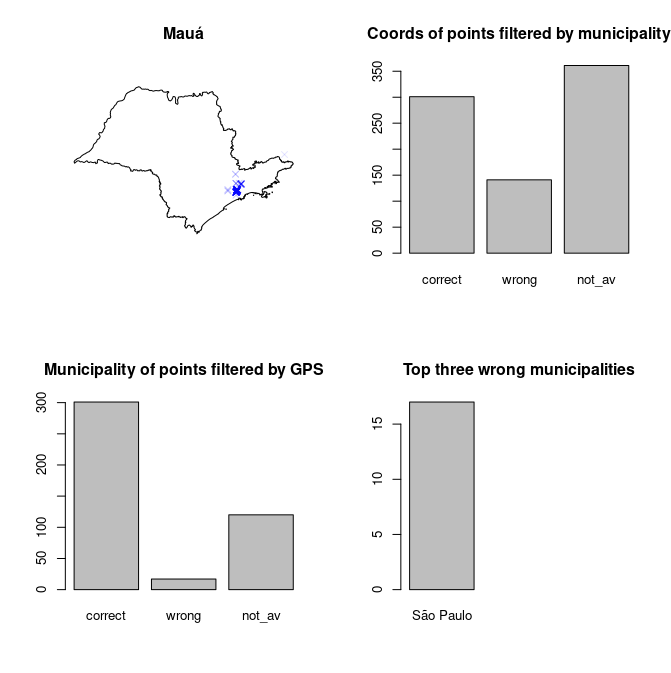 Mauá
Coords of points filtered by municipality
350
250
150
50
0
correct wrong not_av
Municipality of points filtered by GPS
300
200
100
50
0
correct wrong not_av
Top three wrong municipalities
15
10
5
0
São Paulo